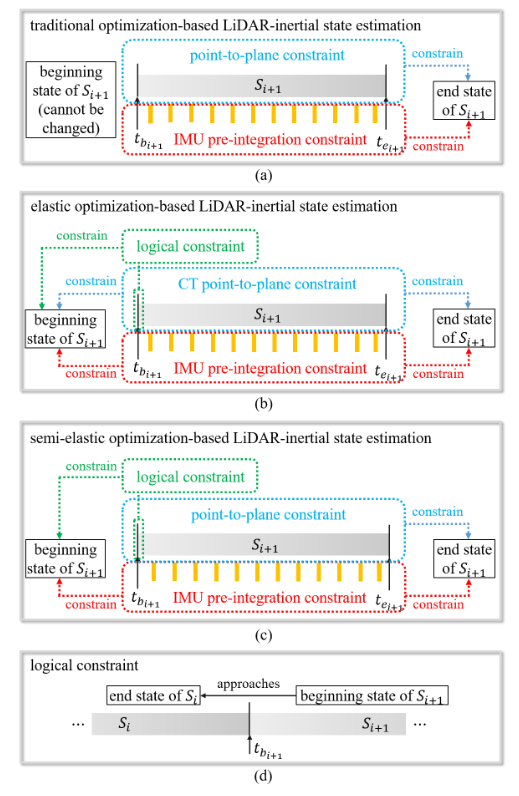 traditional optimization-based LiDAR-inertial state estimation
point-to-plane constraint
beginning
state of S_{i+1}
(cannot be
changed)
S_{i+1}
constrain
end state
of S_{i+1}
t_{b_{i+1}}
IMU pre-integration constraint
t_{e_{i+1}}
constrain
(a)
elastic optimization-based LiDAR-inertial state estimation
constrain
logical constraint
constrain
CT point-to-plane constraint
constrain
beginning
state of S_{i+1}
S_{i+1}
end state
of S_{i+1}
constrain
t_{b_{i+1}}
IMU pre-integration constraint
t_{e_{i+1}}
constrain
(b)
semi-elastic optimization-based LiDAR-inertial state estimation
constrain
logical constraint
point-to-plane constraint
constrain
beginning
state of S_{i+1}
S_{i+1}
end state
of S_{i+1}
constrain
t_{b_{i+1}}
IMU pre-integration constraint
t_{e_{i+1}}
constrain
(c)
logical constraint
end state of S_i
approaches
beginning state of S_{i+1}
...
S_i
S_{i+1}
...
t_{b_{i+1}}
(d)